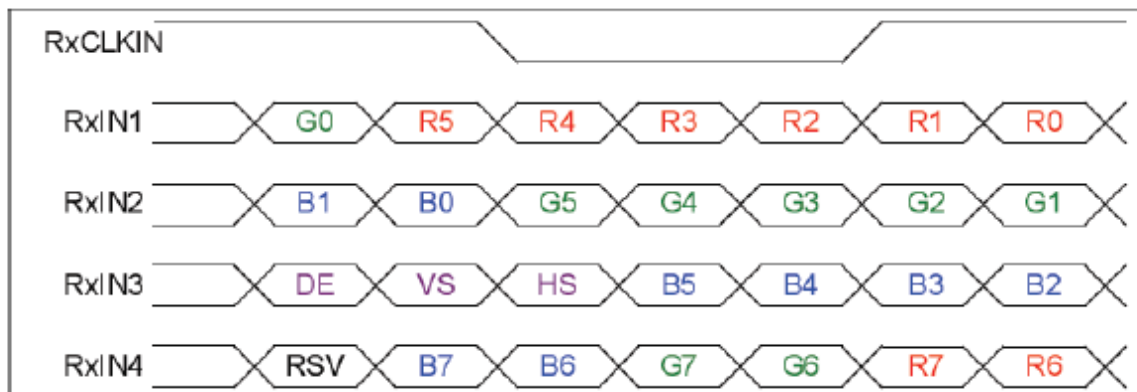 RxCLKIN
RxIN1 G0 R5 R4 R3 R2 R1 R0
RxIN2 B1 B0 G5 G4 G3 G2 G1
RxIN3 DE VS HS B5 B4 B3 B2
RxIN4 RSV B7 B6 G7 G6 R7 R6